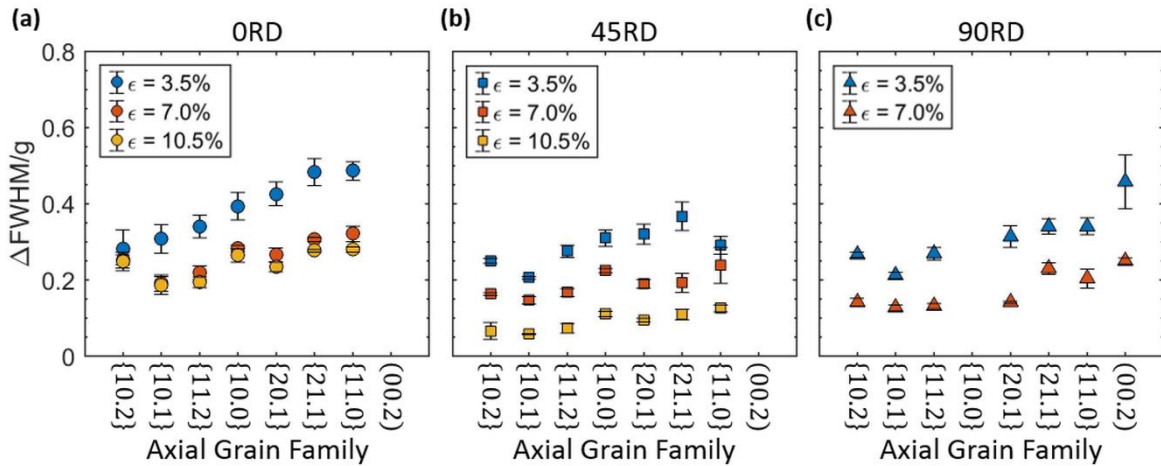 (a)
0RD
ΔFWHM/g
0.8
0.6
0.4
0.2
0
ϵ = 3.5%
ϵ = 7.0%
ϵ = 10.5%
{10.2}
{10.1}
{11.2}
{10.0}
{20.1}
{21.1}
{11.0}
(00.2)
Axial Grain Family
(b)
45RD
ϵ = 3.5%
ϵ = 7.0%
ϵ = 10.5%
{10.2}
{10.1}
{11.2}
{10.0}
{20.1}
{21.1}
{11.0}
(00.2)
Axial Grain Family
(c)
90RD
ϵ = 3.5%
ϵ = 7.0%
{10.2}
{10.1}
{11.2}
{10.0}
{20.1}
{21.1}
{11.0}
(00.2)
Axial Grain Family